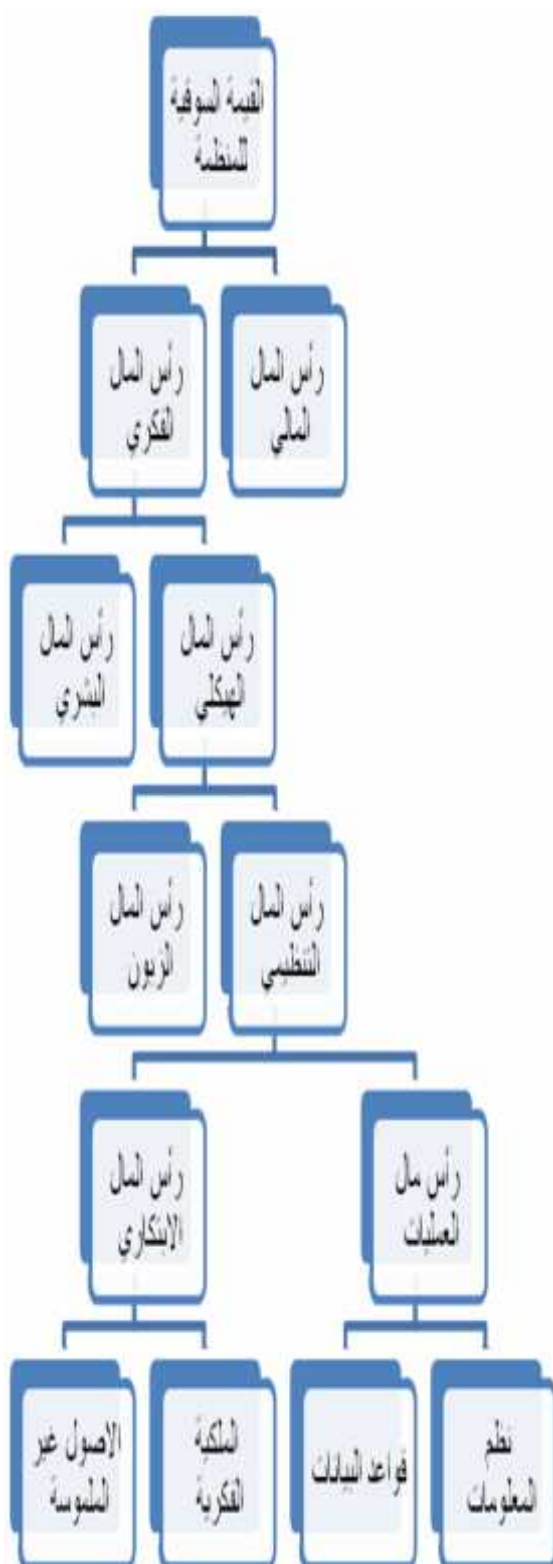 القيمة السوقية
للمنظمة
رأس المال
المالي
رأس المال
الفكري
رأس المال
الهيكلي
رأس المال
البشري
رأس المال
التنظيمي
رأس المال
الزبون
رأس مال
العمليات
رأس المال
الابتكاري
نظم
المعلومات
قواعد البيانات
الملكية
الفكرية
الاصول غير
الملموسة